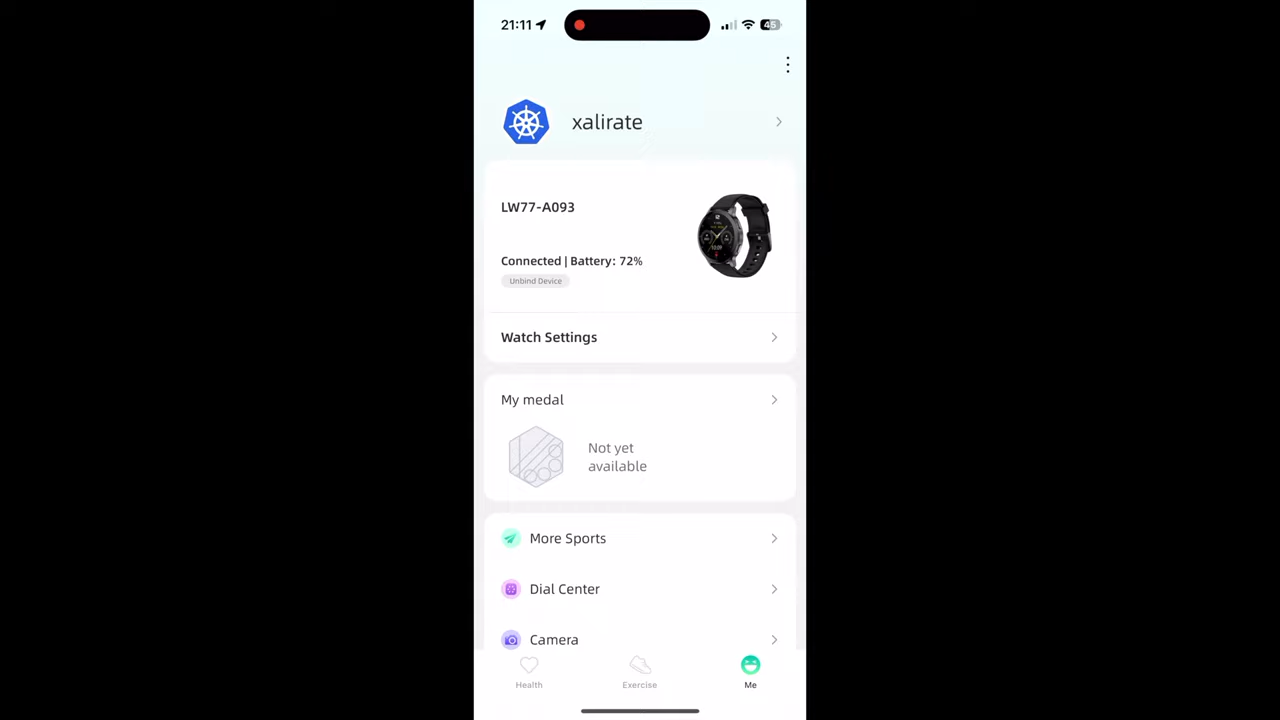 21:11
45
xalirate
LW77-A093
Connected | Battery: 72%
Unbind Device
Watch Settings
My medal
Not yet
available
More Sports
Dial Center
Camera
Health
Exercise
Me